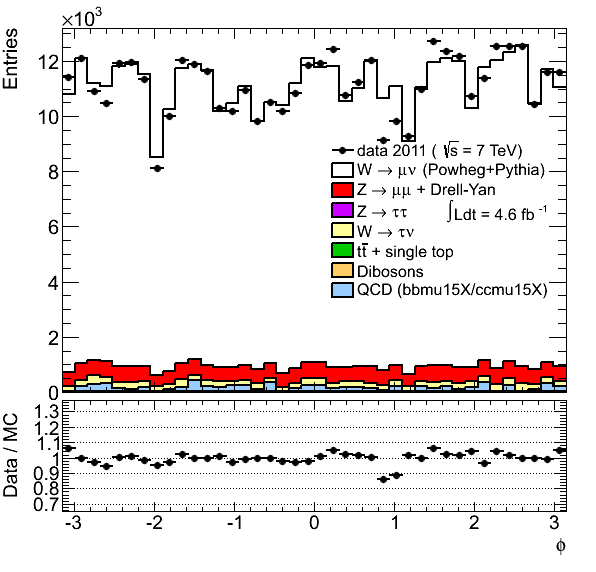 ×10³
Entries
12
10
8
6
4
2
0
data 2011 ( √s = 7 TeV)
W → μν (Powheg+Pythia)
Z → μμ + Drell-Yan
Z → ττ
∫Ldt = 4.6 fb⁻¹
W → τν
tt̅ + single top
Dibosons
QCD (bbmu15X/ccmu15X)
Data / MC
1.3
1.2
1.1
1
0.9
0.8
0.7
-3 -2 -1 0 1 2 3
ϕ